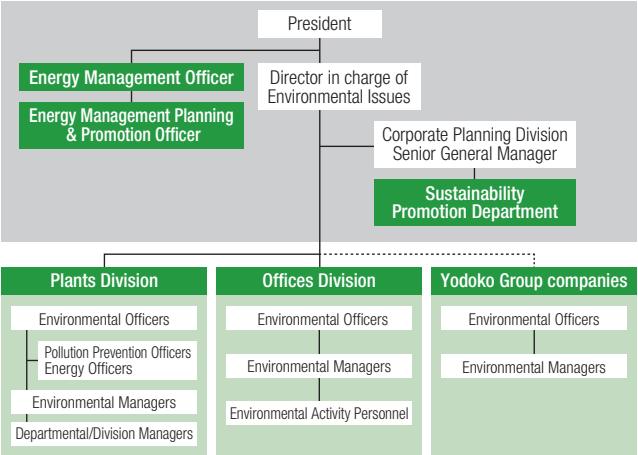 President
Energy Management Officer
Energy Management Planning
& Promotion Officer
Director in charge of
Environmental Issues
Corporate Planning Division
Senior General Manager
Sustainability
Promotion Department
Plants Division
Environmental Officers
Pollution Prevention Officers
Energy Officers
Environmental Managers
Departmental/Division Managers
Offices Division
Environmental Officers
Environmental Managers
Environmental Activity Personnel
Yodoko Group companies
Environmental Officers
Environmental Managers